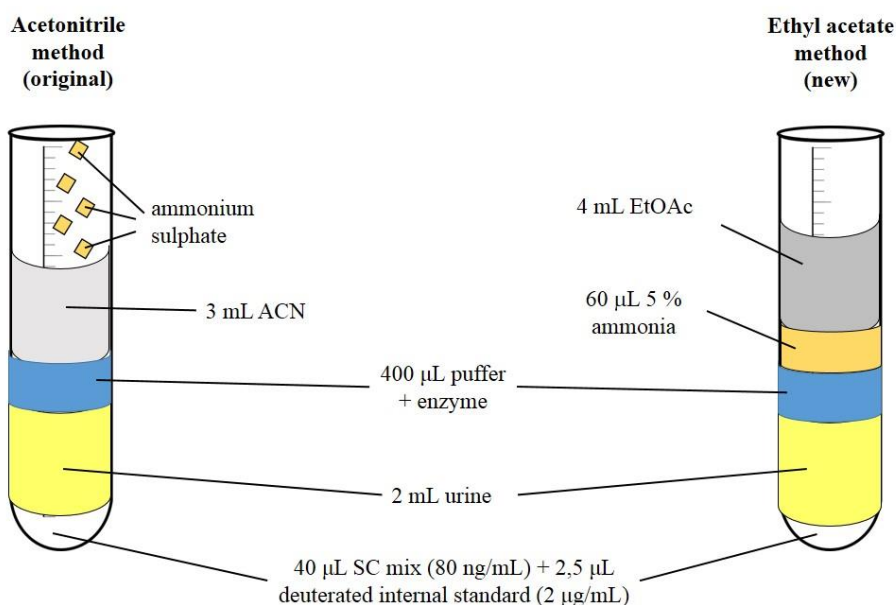 Acetonitrile
method
(original)
Ethyl acetate
method
(new)
ammonium
sulphate
4 mL EtOAc
3 mL ACN
60 µL 5 %
ammonia
400 µL puffer
+ enzyme
2 mL urine
40 µL SC mix (80 ng/mL) + 2,5 µL
deuterated internal standard (2 µg/mL)